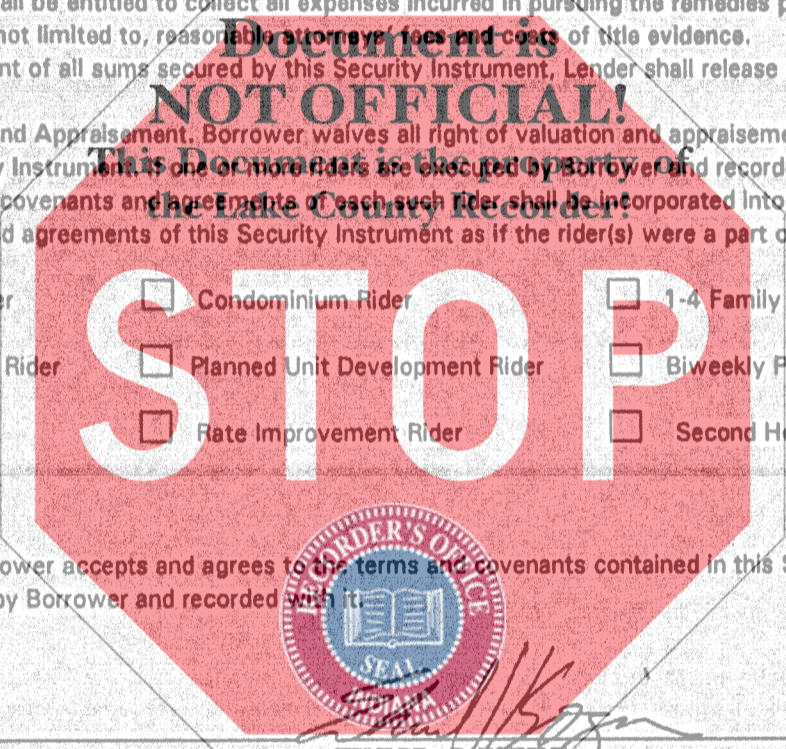 all be entitled to collect all expenses incurred in pursuing the remedies p
not limited to, reasonable attorneys' fees and costs of title evidence.
Document is
nt of all sums secured by this Security Instrument, Lender shall release
NOT OFFICIAL!
nd Appraisement. Borrower waives all right of valuation and appraiseme
This Document is the property of
y Instrument. If one or more riders are executed by Borrower and record
covenants and agreements of each such rider shall be incorporated into
the Lake County Recorder!
d agreements of this Security Instrument as if the rider(s) were a part o
er Condominium Rider 1-4 Family
Rider Planned Unit Development Rider Biweekly P
Rate Improvement Rider Second Ho
STOP
RECORDER'S OFFICE
ower accepts and agrees to the terms and covenants contained in this S
by Borrower and recorded with it.
SEAL
INDIANA